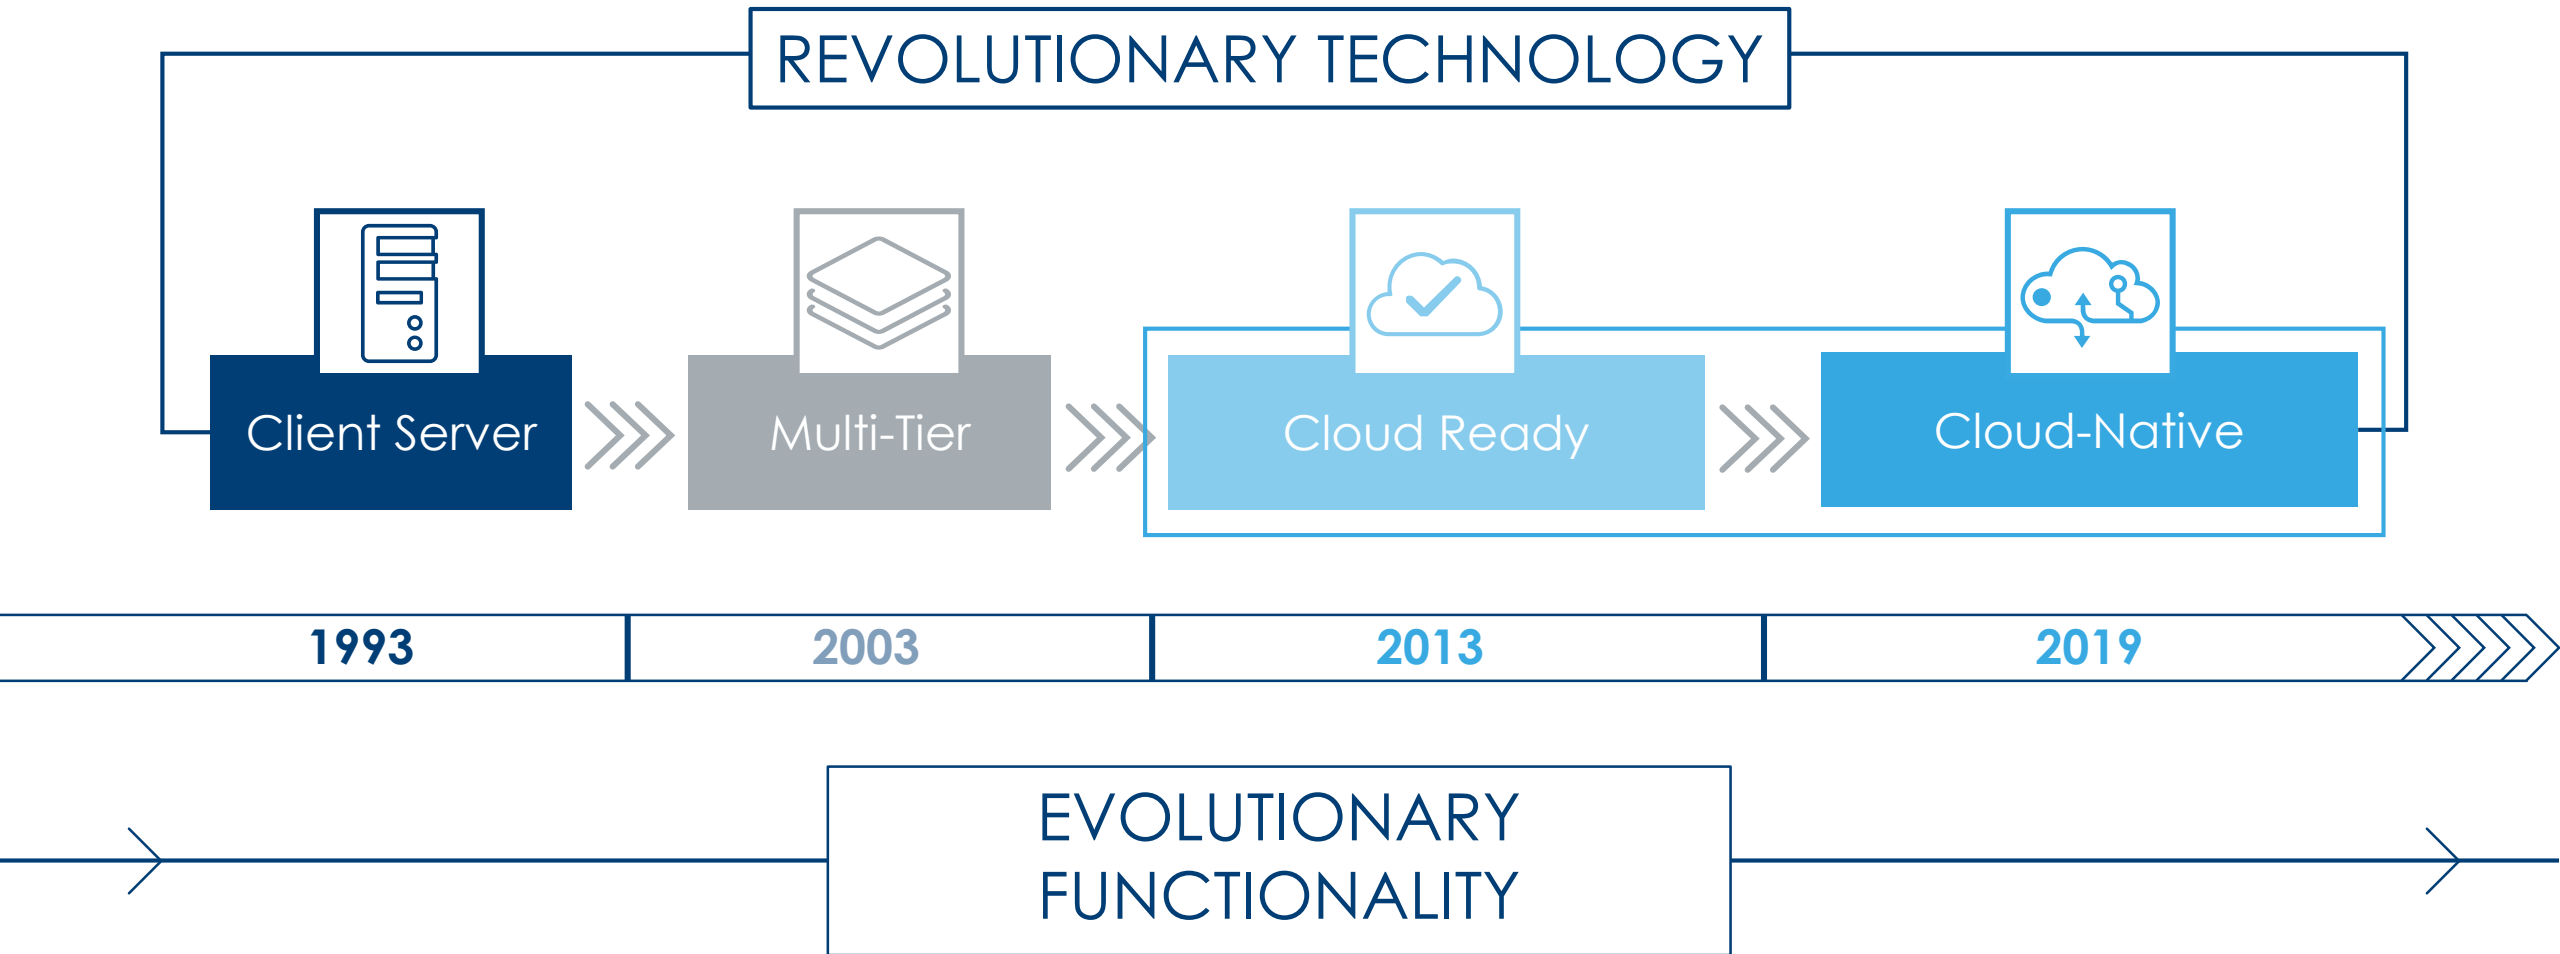 REVOLUTIONARY TECHNOLOGY
Client Server
Multi-Tier
Cloud Ready
Cloud-Native
1993
2003
2013
2019
EVOLUTIONARY
FUNCTIONALITY